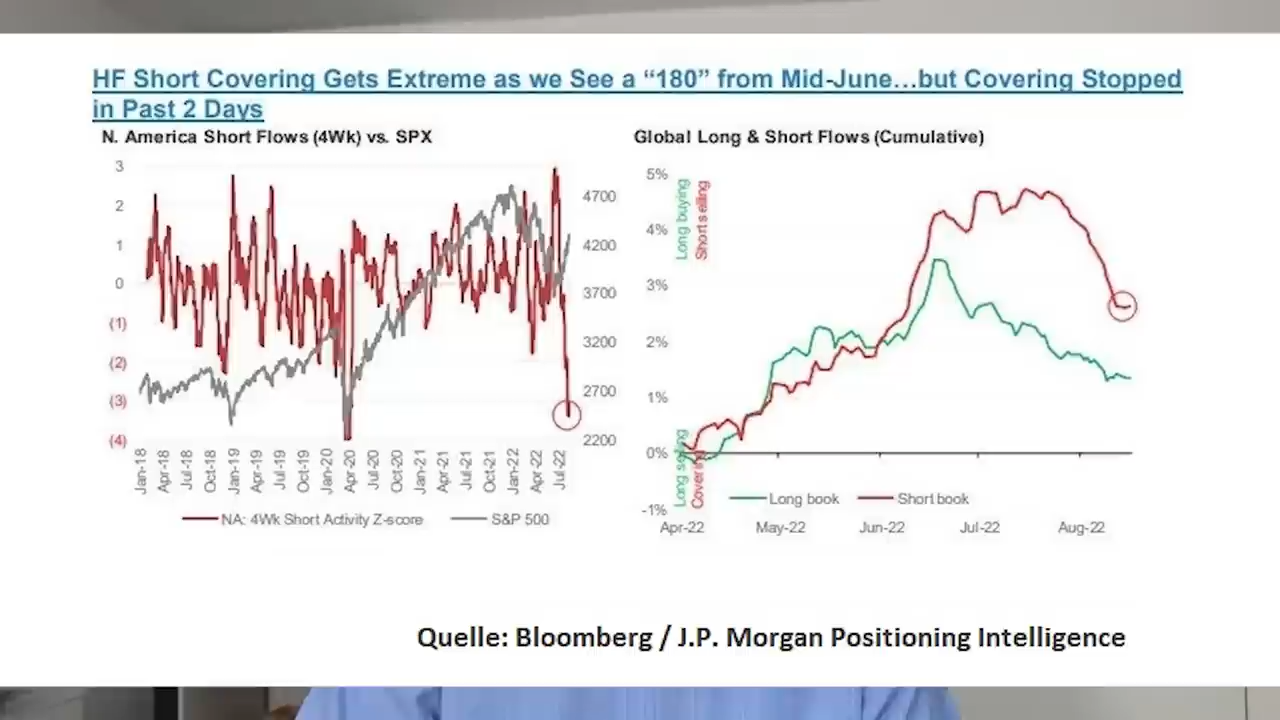 HF Short Covering Gets Extreme as we See a “180” from Mid-June…but Covering Stopped
in Past 2 Days
N. America Short Flows (4Wk) vs. SPX
3
2
1
0
(1)
(2)
(3)
(4)
4700
4200
3700
3200
2700
2200
Jan-18
Apr-18
Jul-18
Oct-18
Jan-19
Apr-19
Jul-19
Oct-19
Jan-20
Apr-20
Jul-20
Oct-20
Jan-21
Apr-21
Jul-21
Oct-21
Jan-22
Apr-22
Jul-22
NA: 4Wk Short Activity Z-score
S&P 500
Global Long & Short Flows (Cumulative)
5%
4%
3%
2%
1%
0%
-1%
Long buying
Short selling
Long selling
Covering
Long book
Short book
Apr-22
May-22
Jun-22
Jul-22
Aug-22
Quelle: Bloomberg / J.P. Morgan Positioning Intelligence